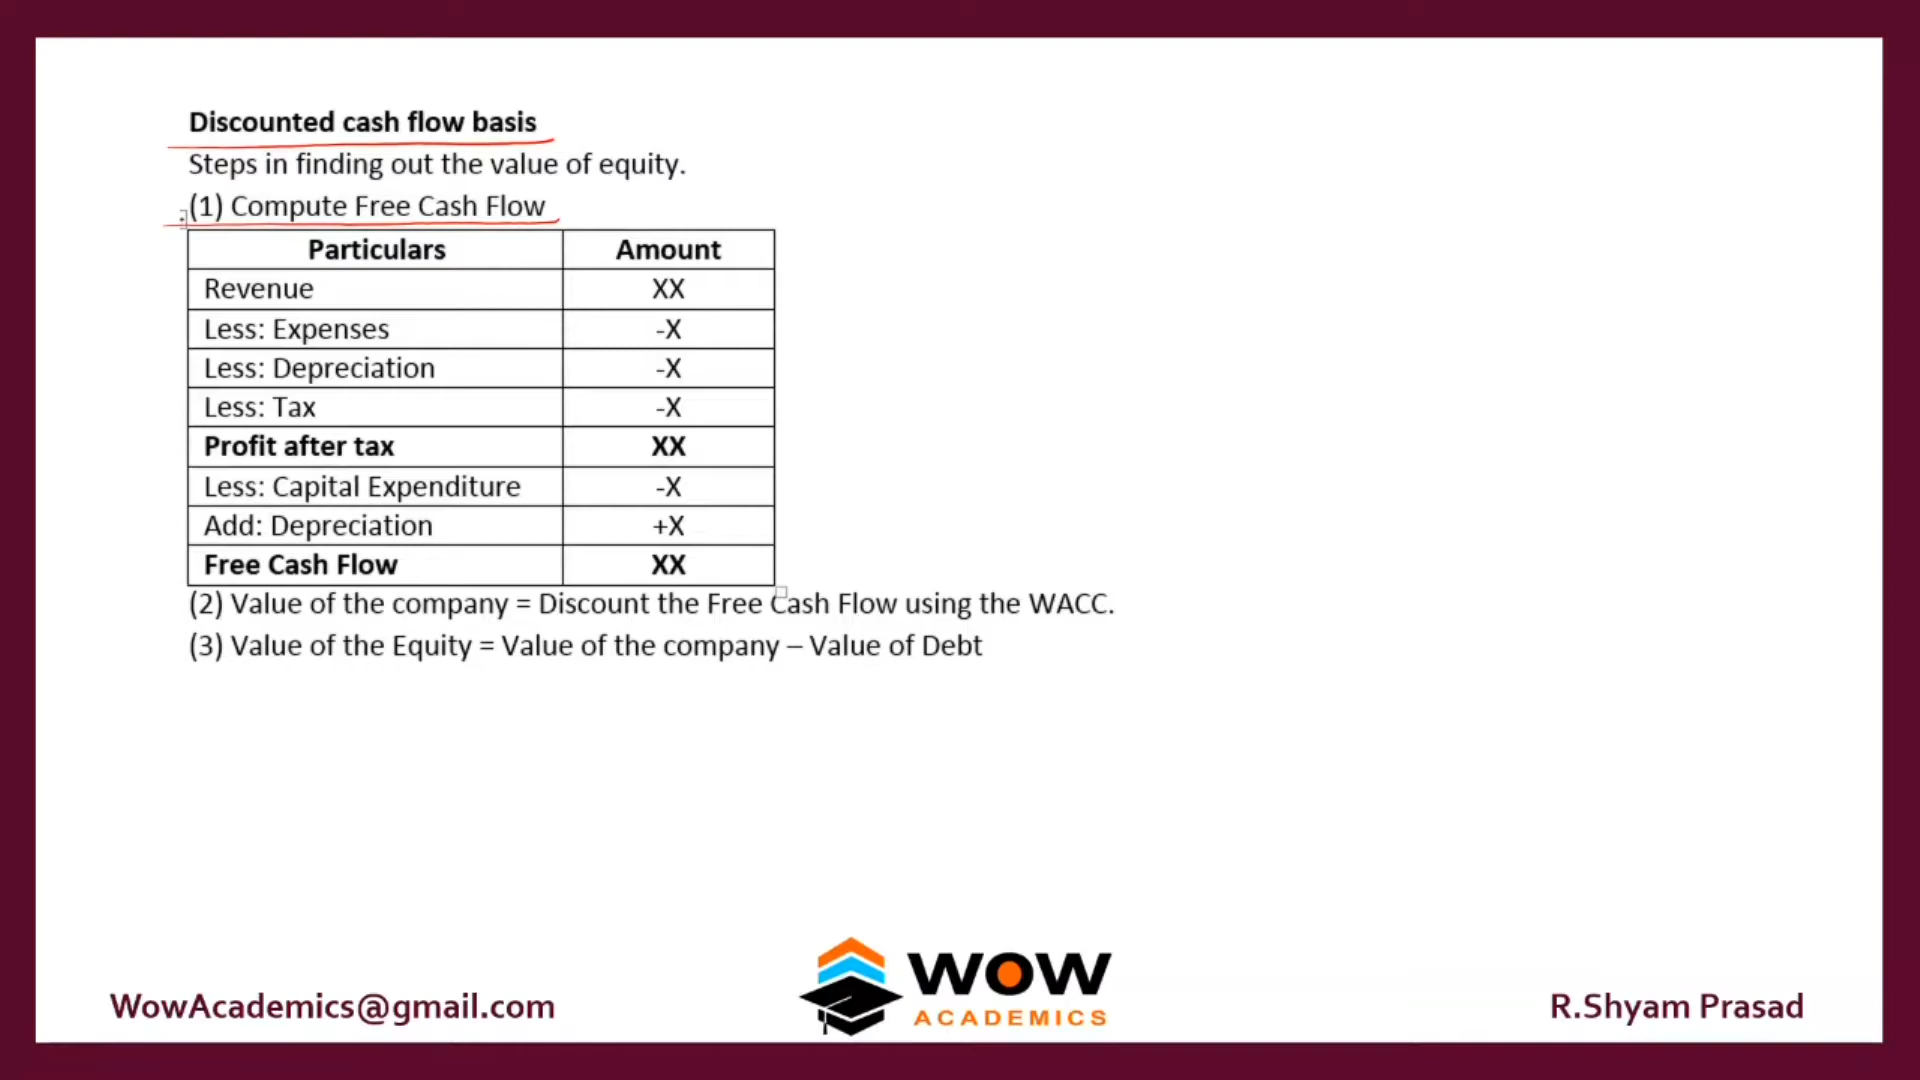 Discounted cash flow basis
Steps in finding out the value of equity.
(1) Compute Free Cash Flow
Particulars Amount
Revenue XX
Less: Expenses -X
Less: Depreciation -X
Less: Tax -X
Profit after tax XX
Less: Capital Expenditure -X
Add: Depreciation +X
Free Cash Flow XX
(2) Value of the company = Discount the Free Cash Flow using the WACC.
(3) Value of the Equity = Value of the company – Value of Debt
WOW
ACADEMICS
WowAcademics@gmail.com
R.Shyam Prasad